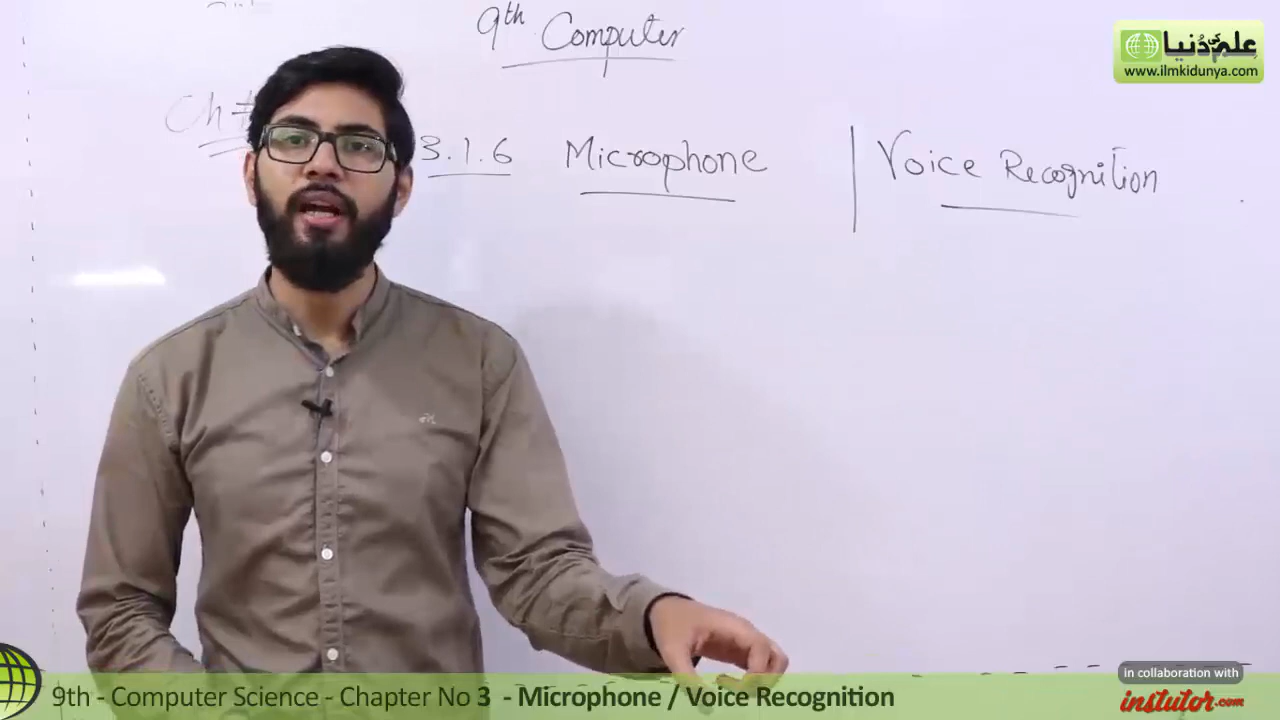 9th Computer
علم کی دُنیا
www.ilmkidunya.com
Ch #
3.1.6 Microphone | Voice Recognition
In collaboration with
instutor.com
9th - Computer Science - Chapter No 3 - Microphone / Voice Recognition